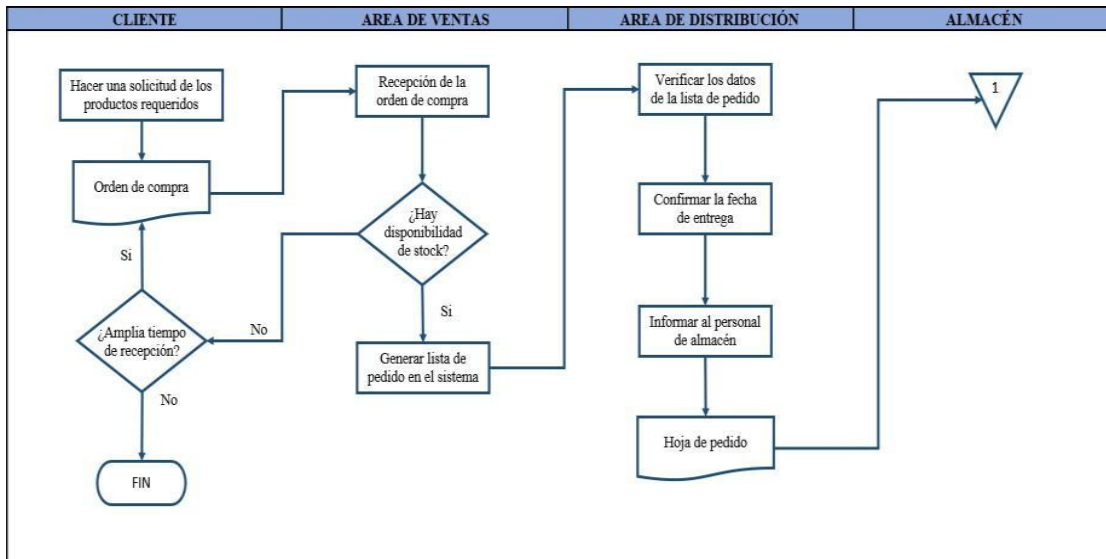 CLIENTE
AREA DE VENTAS
AREA DE DISTRIBUCIÓN
ALMACÉN
Hacer una solicitud de los
productos requeridos
Orden de compra
Si
¿Amplia tiempo
de recepción?
No
FIN
Recepción de la
orden de compra
¿Hay
disponibilidad
de stock?
No
Si
Generar lista de
pedido en el sistema
Verificar los datos
de la lista de pedido
Confirmar la fecha
de entrega
Informar al personal
de almacén
Hoja de pedido
1